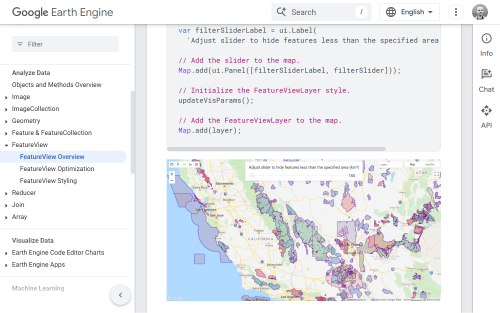 Google Earth Engine
Search
/
English
Filter
Analyze Data
Objects and Methods Overview
Image
ImageCollection
Geometry
Feature & FeatureCollection
FeatureView
FeatureView Overview
FeatureView Optimization
FeatureView Styling
Reducer
Join
Array
Visualize Data
Earth Engine Code Editor Charts
Earth Engine Apps
Machine Learning
var filterSliderLabel = ui.Label(
'Adjust slider to hide features less than the specified area
// Add the slider to the map.
Map.add(ui.Panel([filterSliderLabel, filterSlider]));
// Initialize the FeatureViewLayer style.
updateVisParams();
// Add the FeatureViewLayer to the map.
Map.add(layer);
Adjust slider to hide features less than the specified area (km²)
CALIFORNIA
UTAH
Info
Chat
API